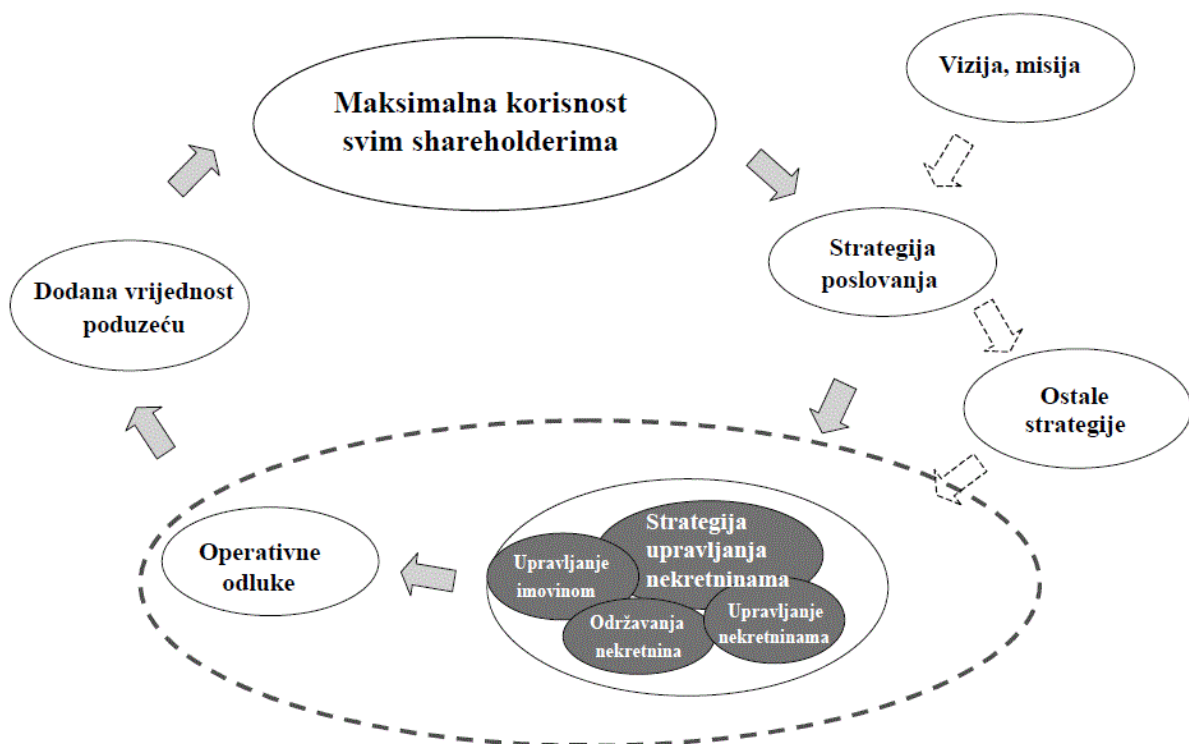 Maksimalna korisnost
svim shareholderima
Vizija, misija
Strategija
poslovanja
Dodana vrijednost
poduzeću
Ostale
strategije
Operativne
odluke
Strategija
upravljanja
nekretninama
Upravljanje
imovinom
Održavanja
nekretnina
Upravljanje
nekretninama